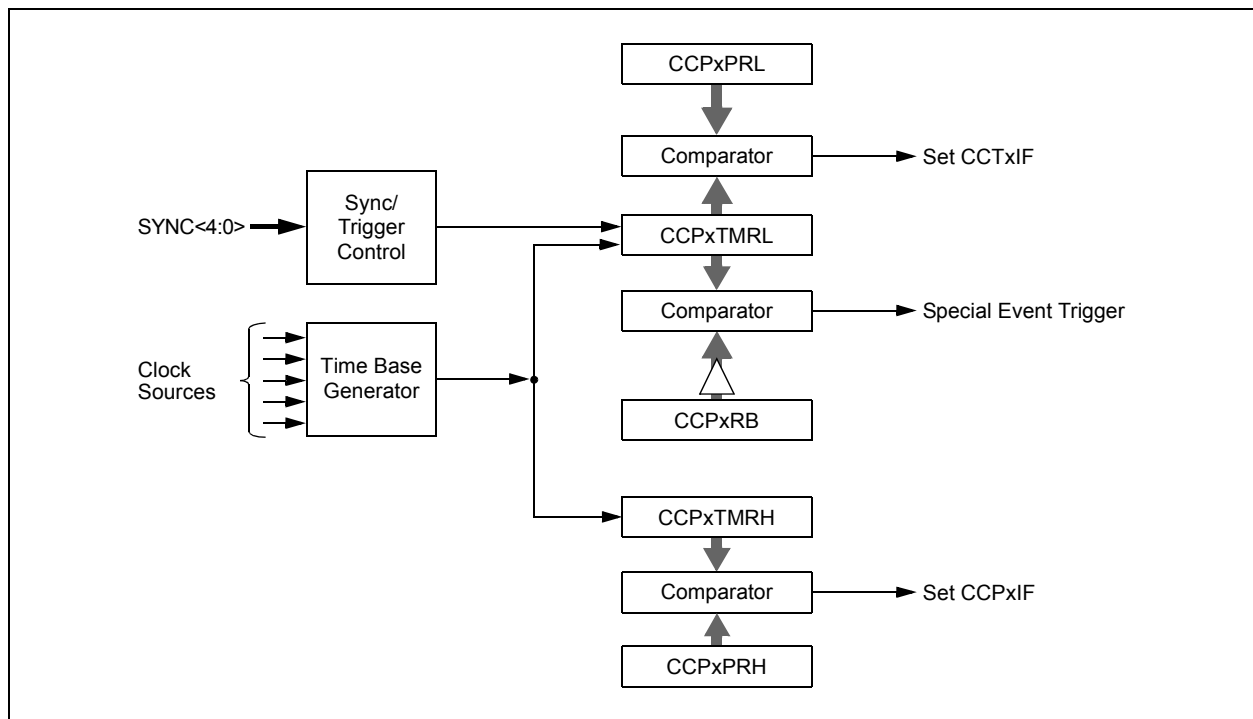 CCPxPRL
Comparator
Set CCTxIF
Sync/
Trigger
Control
SYNC<4:0>
CCPxTMRL
Comparator
Special Event Trigger
Clock
Sources
Time Base
Generator
CCPxRB
CCPxTMRH
Comparator
Set CCPxIF
CCPxPRH